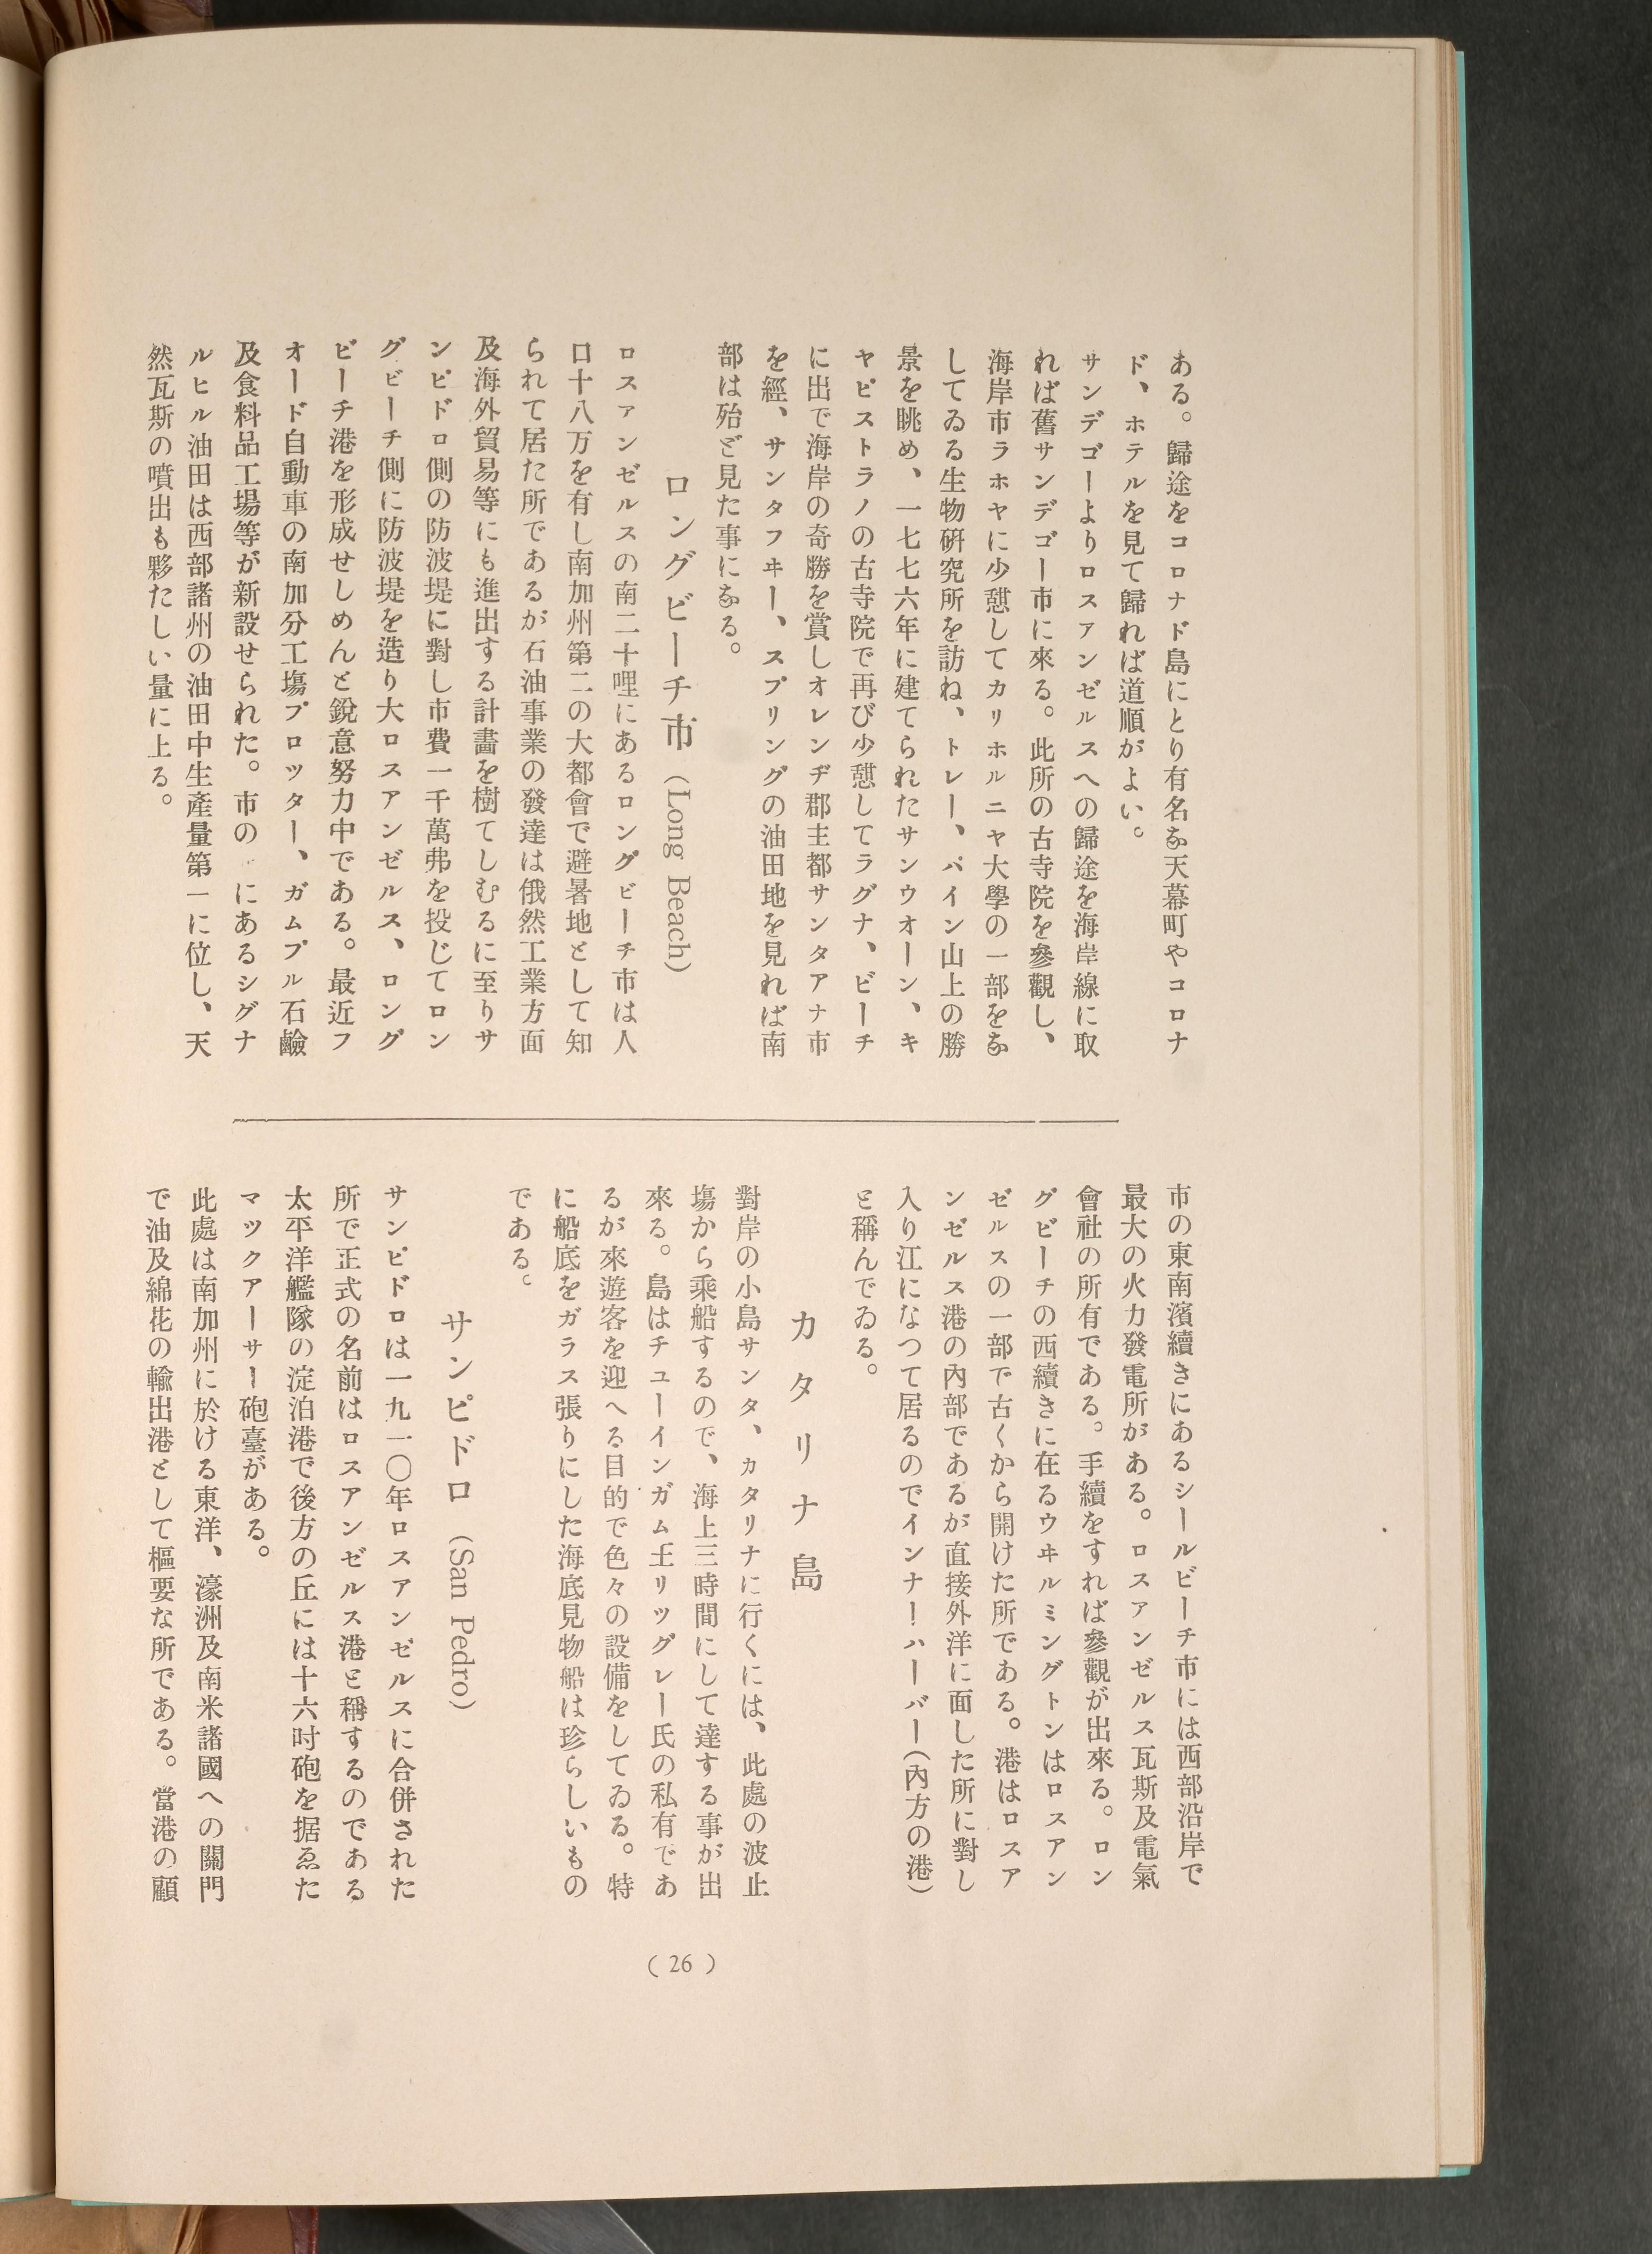 ある。歸途をコロナド島にとり有名な天幕町やコロナ
ド、ホテルを見て歸れば道順がよい。
サンデゴーよりロスアンゼルスへの歸途を海岸線に取
れば舊サンデゴー市に來る。此所の古寺院を參觀し、
海岸市ラホヤに少憩してカリホルニヤ大學の一部をな
してゐる生物硏究所を訪ね、トレー、パイン山上の勝
景を眺め、一七七六年に建てられたサンウオーン、キ
ヤピストラノの古寺院で再び少憩してラグナ、ビーチ
に出で海岸の奇勝を賞しオレンヂ郡主都サンタアナ市
を經、サンタフヰー、スプリングの油田地を見れば南
部は殆ど見た事になる。
ロングビーチ市 (Long Beach)
ロスアンゼルスの南二十哩にあるロングビーチ市は人
口十八万を有し南加州第二の大都會で避暑地として知
られて居た所であるが石油事業の發達は俄然工業方面
及海外貿易等にも進出する計畫を樹てしむるに至りサ
ンピドロ側の防波堤に對し市費一千萬弗を投じてロン
グビーチ側に防波堤を造り大ロスアンゼルス、ロング
ビーチ港を形成せしめんと銳意努力中である。最近フ
オード自動車の南加分工塲プロツター、ガムブル石鹼
及食料品工場等が新設せられた。市の にあるシグナ
ルヒル油田は西部諸州の油田中生產量第一に位し、天
然瓦斯の噴出も夥たしい量に上る。
市の東南濱續きにあるシールビーチ市には西部沿岸で
最大の火力發電所がある。ロスアンゼルス瓦斯及電氣
會社の所有である。手續をすれば參觀が出來る。ロン
グビーチの西續きに在るウヰルミングトンはロスアン
ゼルスの一部で古くから開けた所である。港はロスア
ンゼルス港の內部であるが直接外洋に面した所に對し
入り江になつて居るのでインナーハーバー(內方の港)
と稱んでゐる。
カタリナ島
對岸の小島サンタ、カタリナに行くには、此處の波止
塲から乘船するので、海上三時間にして達する事が出
來る。島はチユーインガム王リツグレー氏の私有であ
るが來遊客を迎へる目的で色々の設備をしてゐる。特
に船底をガラス張りにした海底見物船は珍らしいもの
である。
サンピドロ (San Pedro)
サンピドロは一九一〇年ロスアンゼルスに合併された
所で正式の名前はロスアンゼルス港と稱するのである
太平洋艦隊の淀泊港で後方の丘には十六吋砲を据ゑた
マツクアーサー砲臺がある。
此處は南加州に於ける東洋、濠洲及南米諸國への關門
で油及綿花の輸出港として樞要な所である。當港の顧
( 26 )